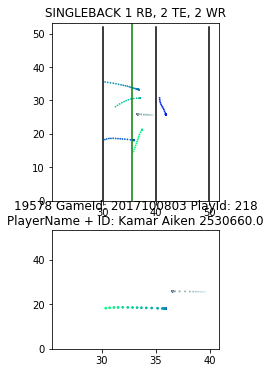 SINGLEBACK 1 RB, 2 TE, 2 WR
50
40
30
20
10
0
30 40 50
19578 GameId: 2017100803 PlayId: 218
PlayerName + ID: Kamar Aiken 2530660.0
40
20
0
30 35 40